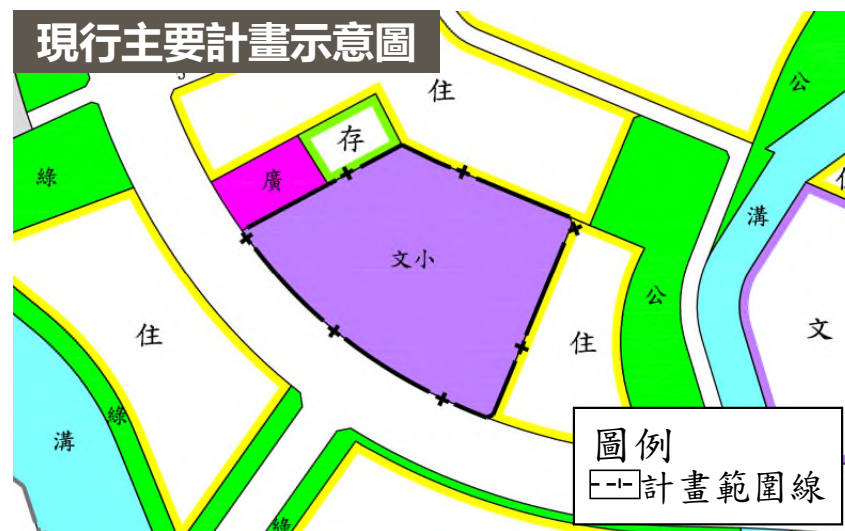 現行主要計畫示意圖
住
公
存
綠
廣
溝
文小
公
住
住
文
綠
溝
綠
圖例
計畫範圍線